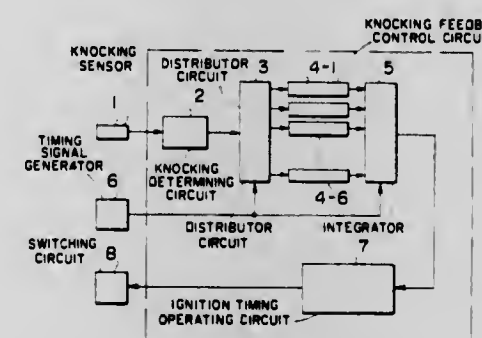 KNOCKING FEEDB
CONTROL CIRCUI
KNOCKING
SENSOR
DISTRIBUTOR
CIRCUIT
3
4-1
5
1
2
TIMING
SIGNAL
GENERATOR
KNOCKING
DETERMINING
CIRCUIT
4-6
6
DISTRIBUTOR
CIRCUIT
INTEGRATOR
7
SWITCHING
CIRCUIT
8
IGNITION TIMING
OPERATING CIRCUIT